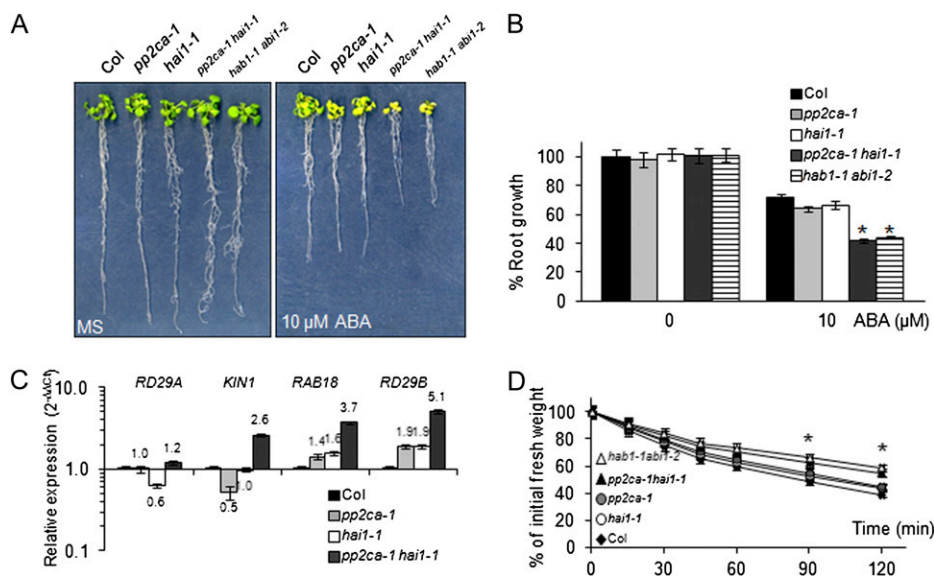 A
Col
pp2ca-1
hai1-1
pp2ca-1 hai1-1
hab1-1 abi1-2
Col
pp2ca-1
hai1-1
pp2ca-1 hai1-1
hab1-1 abi1-2
MS
10 µM ABA
B
% Root growth
120
100
80
60
40
20
0
Col
pp2ca-1
hai1-1
pp2ca-1 hai1-1
hab1-1 abi1-2
* *
0 10 ABA (µM)
C
Relative expression (2-ΔΔCt)
10.0
1.0
0.1
RD29A KIN1 RAB18 RD29B
1.0
0.6
1.2
0.5
1.0
2.6
1.4
1.6
3.7
1.9
1.9
5.1
Col
pp2ca-1
hai1-1
pp2ca-1 hai1-1
D
% of initial fresh weight
100
80
60
40
20
0
*
*
hab1-1abi1-2
pp2ca-1hai1-1
pp2ca-1
hai1-1
Col
Time (min)
0 30 60 90 120